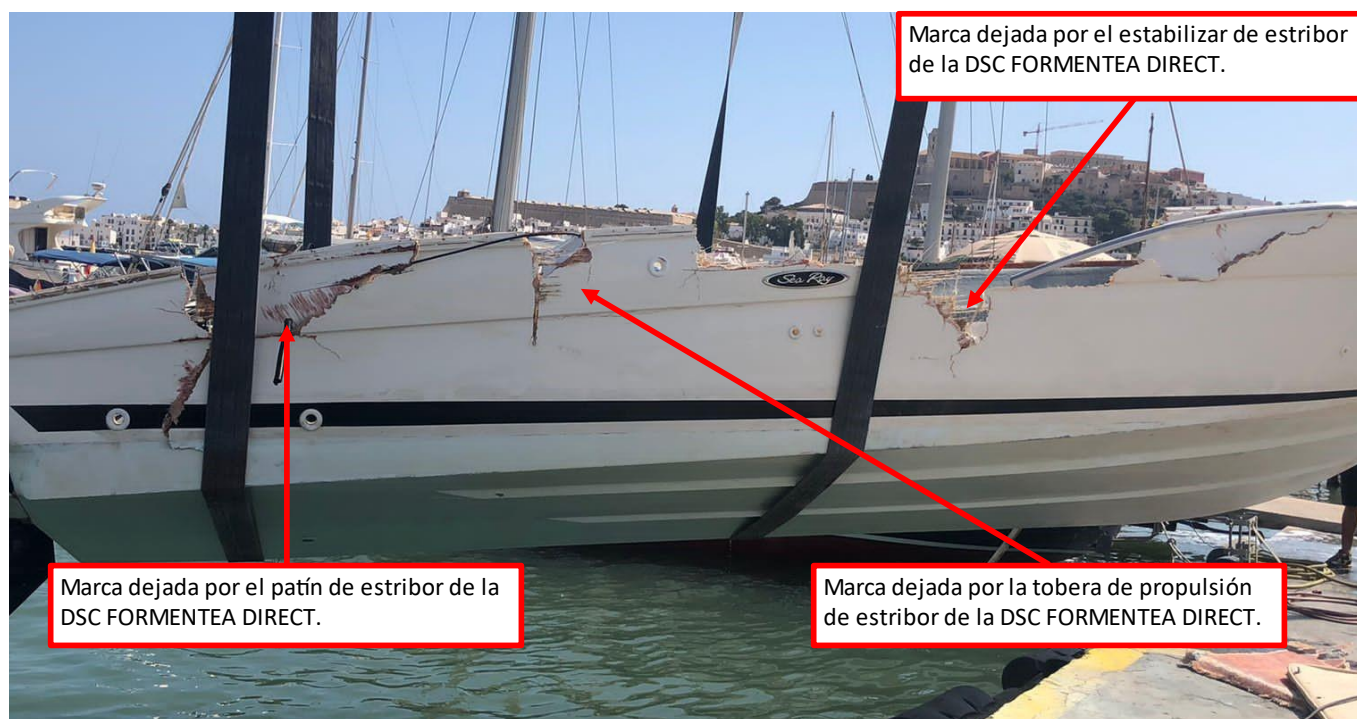 Marca dejada por el estabilizar de estribor
de la DSC FORMENTEA DIRECT.
Sea Ray
Marca dejada por el patín de estribor de la
DSC FORMENTEA DIRECT.
Marca dejada por la tobera de propulsión
de estribor de la DSC FORMENTEA DIRECT.